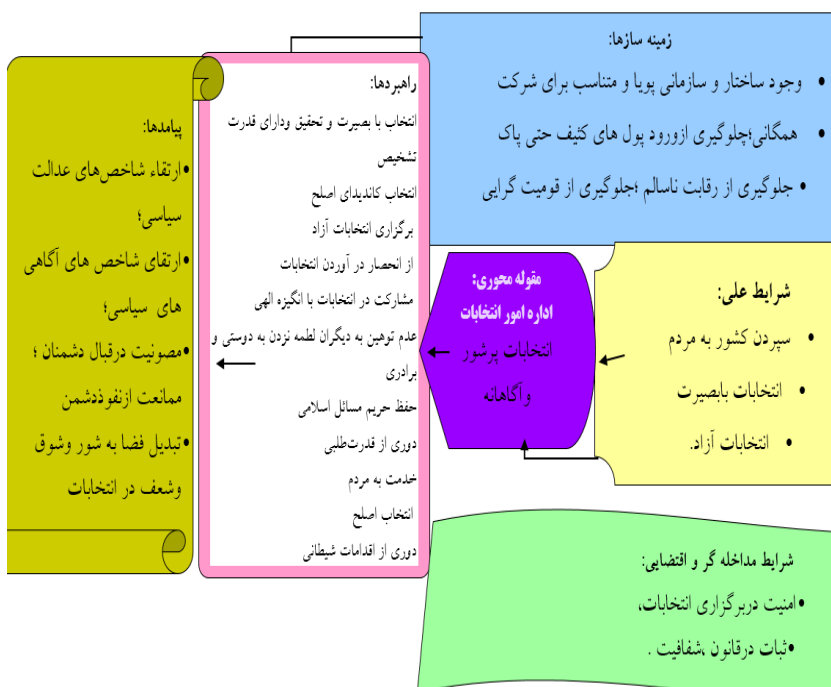 زمینه سازها:
• وجود ساختار و سازمانی پویا و متناسب برای شرکت
• همگانی؛چلوگیری ازورود پول های کثیف حتی پاک
• جلوگیری از رقابت ناسالم ؛جلوگیری از قومیت گرایی
شرایط علی:
• سپردن کشور به مردم
• انتخابات بابصیرت
• انتخابات آزاد.
مقوله محوری:
اداره امور انتخابات
انتخابات پرشور
وآگاهانه
راهبردها:
انتخاب با بصیرت و تحقیق ودارای قدرت
تشخیص
انتخاب کاندیدای اصلح
برگزاری انتخابات آزاد
از انحصار در آوردن انتخابات
مشارکت در انتخابات با انگیزه الهی
عدم توهین به دیگران لطمه نزدن به دوستی و
برادری
حفظ حریم مسائل اسلامی
دوری از قدرت‌طلبی
خدمت به مردم
انتخاب اصلح
دوری از اقدامات شیطانی
پیامدها:
•ارتقاء شاخص‌های عدالت
سیاسی؛
•ارتقای شاخص های آگاهی
های سیاسی؛
•مصونیت درقبال دشمنان ؛
ممانعت ازنفوذدشمن
•تبدیل فضا به شور وشوق
وشعف در انتخابات
شرایط مداخله گر و اقتضایی:
•امنیت دربرگزاری انتخابات،
•ثبات درقانون ،شفافیت .